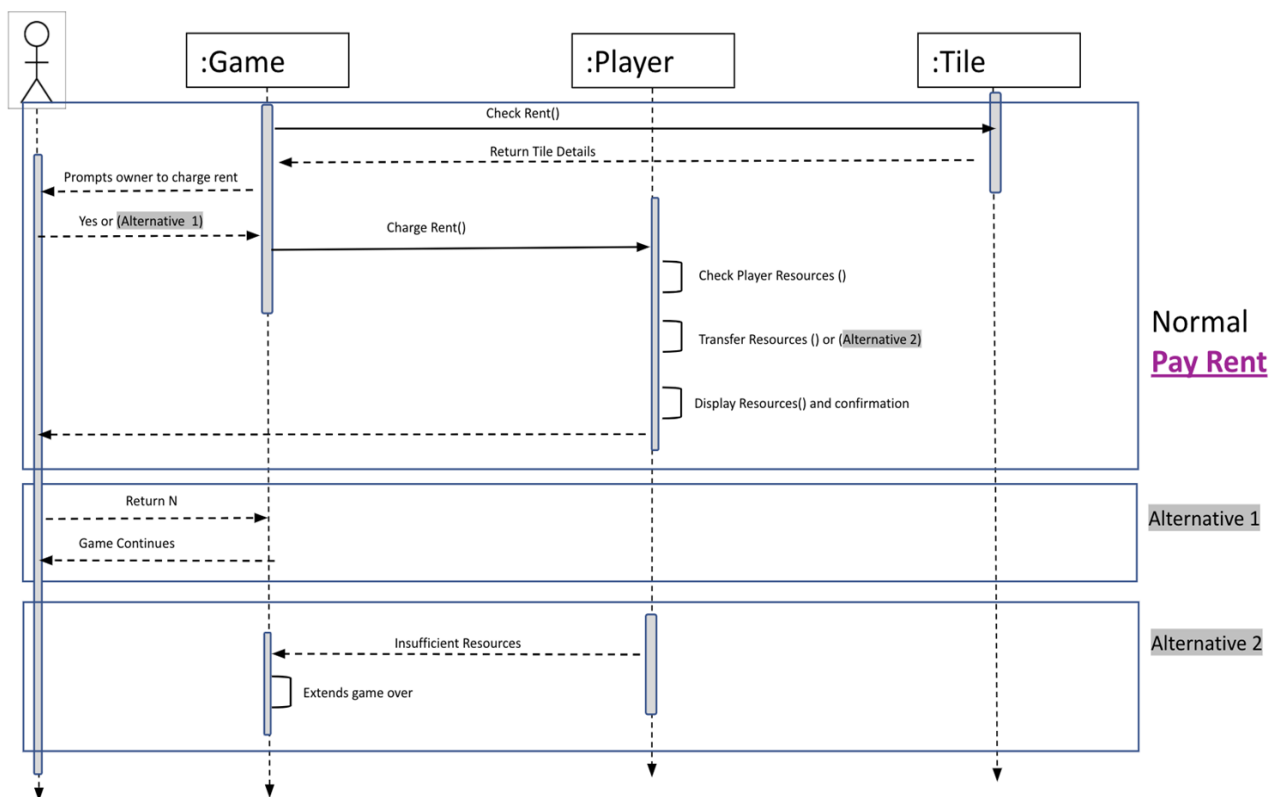 :Game
:Player
:Tile
Check Rent()
Return Tile Details
Prompts owner to charge rent
Yes or (Alternative 1)
Charge Rent()
Check Player Resources ()
Transfer Resources () or (Alternative 2)
Display Resources() and confirmation
Normal
Pay Rent
Return N
Game Continues
Alternative 1
Insufficient Resources
Extends game over
Alternative 2